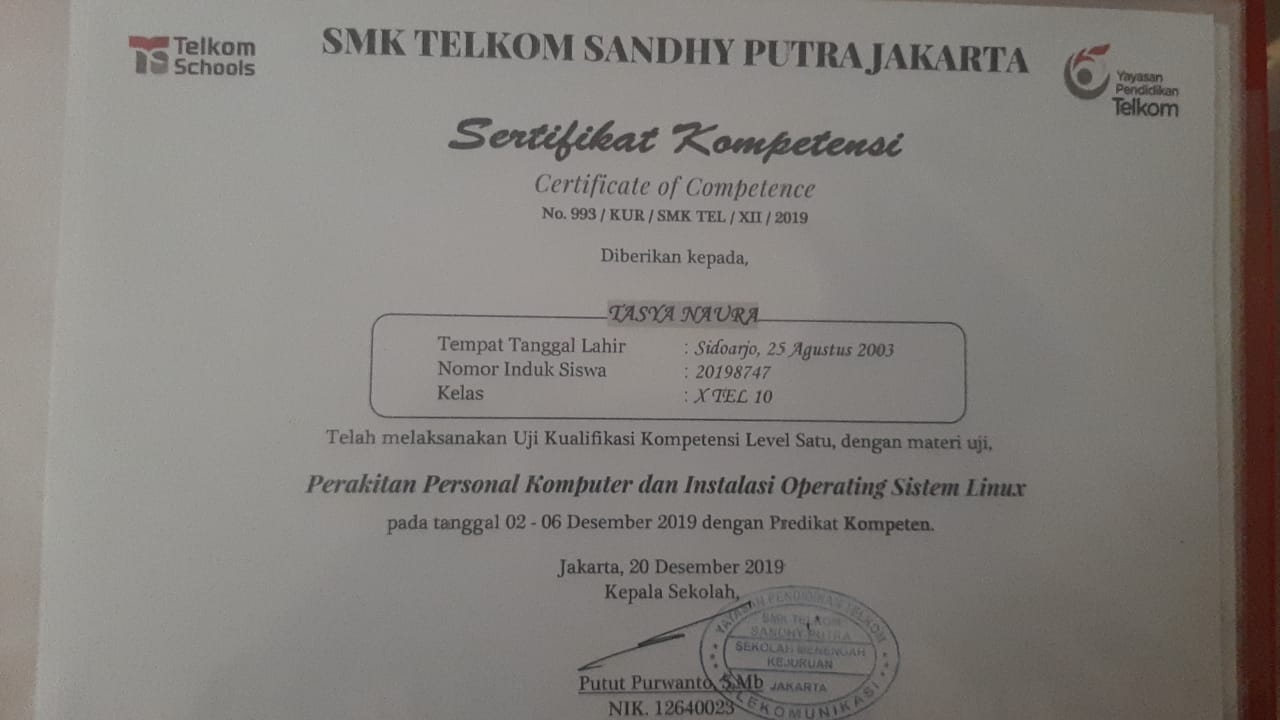 Telkom
Schools
SMK TELKOM SANDHY PUTRA JAKARTA
Yayasan
Pendidikan
Telkom
Sertifikat Kompetensi
Certificate of Competence
No. 993 / KUR / SMK TEL / XII / 2019
Diberikan kepada,
TASYA NAURA
Tempat Tanggal Lahir : Sidoarjo, 25 Agustus 2003
Nomor Induk Siswa : 20198747
Kelas : X TEL 10
Telah melaksanakan Uji Kualifikasi Kompetensi Level Satu, dengan materi uji,
Perakitan Personal Komputer dan Instalasi Operating Sistem Linux
pada tanggal 02 - 06 Desember 2019 dengan Predikat Kompeten.
Jakarta, 20 Desember 2019
Kepala Sekolah,
YAYASAN PENDIDIKAN TELKOM
SMK TELKOM
SANDHY PUTRA
SEKOLAH MENENGAH
KEJURUAN
JAKARTA
Putut Purwanto, S.Mb
NIK. 12640023